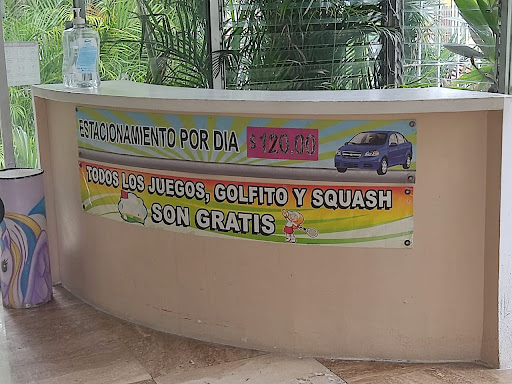 ESTACIONAMIENTO POR DIA $120.00
TODOS LOS JUEGOS, GOLFITO Y SQUASH
SON GRATIS